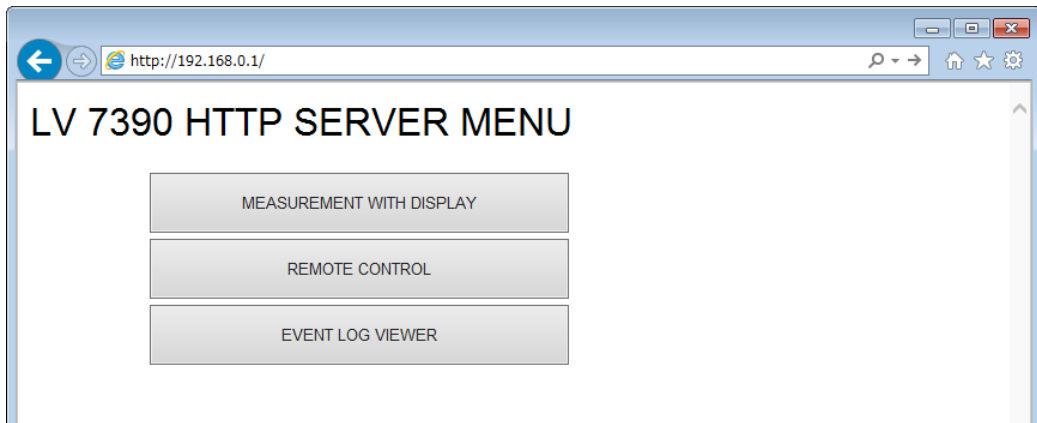 http://192.168.0.1/
LV 7390 HTTP SERVER MENU
MEASUREMENT WITH DISPLAY
REMOTE CONTROL
EVENT LOG VIEWER